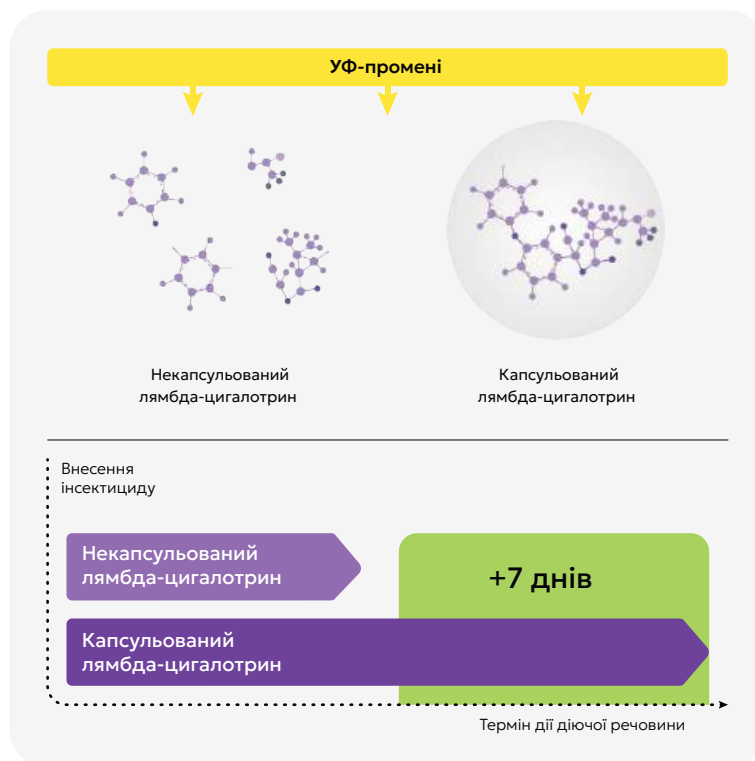 УФ-промені
Некапсульований
лямбда-цигалотрин
Капсульований
лямбда-цигалотрин
Внесення
інсектициду
Некапсульований
лямбда-цигалотрин
+7 днів
Капсульований
лямбда-цигалотрин
Термін дії діючої речовини